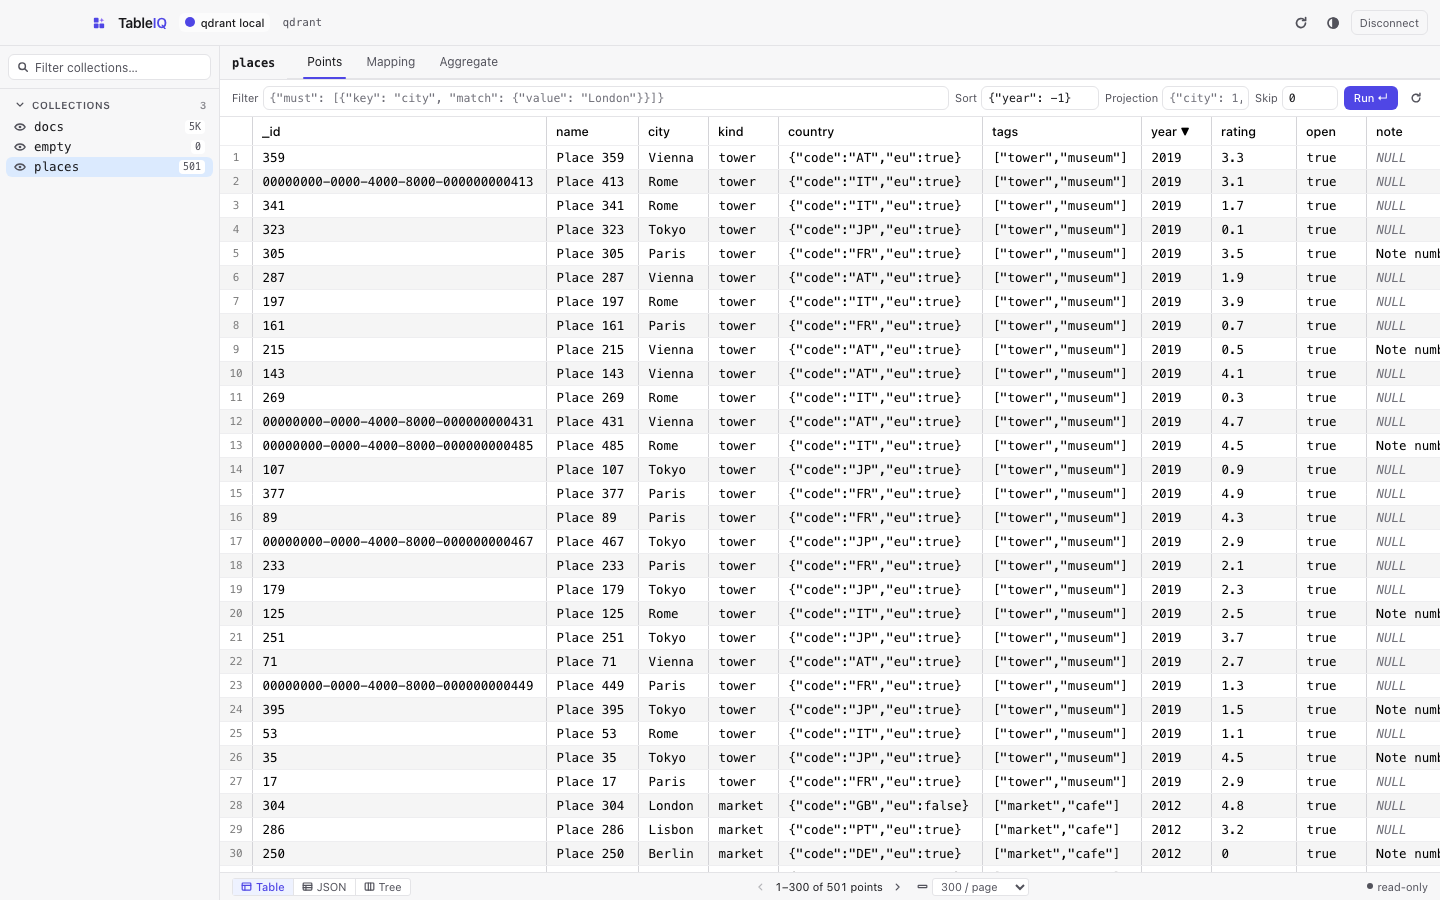 TableIQ qdrant local qdrant Disconnect
Filter collections... places Points Mapping Aggregate
COLLECTIONS 3
docs 5K
empty 0
places 501
Filter {"must": [{"key": "city", "match": {"value": "London"}}]} Sort {"year": −1} Projection {"city": 1, Skip 0 Run
_id name city kind country tags year ▼ rating open note
1 359 Place 359 Vienna tower {"code":"AT","eu":true} ["tower","museum"] 2019 3.3 true NULL
2 00000000−0000−4000−8000−000000000413 Place 413 Rome tower {"code":"IT","eu":true} ["tower","museum"] 2019 3.1 true NULL
3 341 Place 341 Rome tower {"code":"IT","eu":true} ["tower","museum"] 2019 1.7 true NULL
4 323 Place 323 Tokyo tower {"code":"JP","eu":true} ["tower","museum"] 2019 0.1 true NULL
5 305 Place 305 Paris tower {"code":"FR","eu":true} ["tower","museum"] 2019 3.5 true Note numb
6 287 Place 287 Vienna tower {"code":"AT","eu":true} ["tower","museum"] 2019 1.9 true NULL
7 197 Place 197 Rome tower {"code":"IT","eu":true} ["tower","museum"] 2019 3.9 true NULL
8 161 Place 161 Paris tower {"code":"FR","eu":true} ["tower","museum"] 2019 0.7 true NULL
9 215 Place 215 Vienna tower {"code":"AT","eu":true} ["tower","museum"] 2019 0.5 true Note numb
10 143 Place 143 Vienna tower {"code":"AT","eu":true} ["tower","museum"] 2019 4.1 true NULL
11 269 Place 269 Rome tower {"code":"IT","eu":true} ["tower","museum"] 2019 0.3 true NULL
12 00000000−0000−4000−8000−000000000431 Place 431 Vienna tower {"code":"AT","eu":true} ["tower","museum"] 2019 4.7 true NULL
13 00000000−0000−4000−8000−000000000485 Place 485 Rome tower {"code":"IT","eu":true} ["tower","museum"] 2019 4.5 true Note numb
14 107 Place 107 Tokyo tower {"code":"JP","eu":true} ["tower","museum"] 2019 0.9 true NULL
15 377 Place 377 Paris tower {"code":"FR","eu":true} ["tower","museum"] 2019 4.9 true NULL
16 89 Place 89 Paris tower {"code":"FR","eu":true} ["tower","museum"] 2019 4.3 true NULL
17 00000000−0000−4000−8000−000000000467 Place 467 Tokyo tower {"code":"JP","eu":true} ["tower","museum"] 2019 2.9 true NULL
18 233 Place 233 Paris tower {"code":"FR","eu":true} ["tower","museum"] 2019 2.1 true NULL
19 179 Place 179 Tokyo tower {"code":"JP","eu":true} ["tower","museum"] 2019 2.3 true NULL
20 125 Place 125 Rome tower {"code":"IT","eu":true} ["tower","museum"] 2019 2.5 true Note numb
21 251 Place 251 Tokyo tower {"code":"JP","eu":true} ["tower","museum"] 2019 3.7 true NULL
22 71 Place 71 Vienna tower {"code":"AT","eu":true} ["tower","museum"] 2019 2.7 true NULL
23 00000000−0000−4000−8000−000000000449 Place 449 Paris tower {"code":"FR","eu":true} ["tower","museum"] 2019 1.3 true NULL
24 395 Place 395 Tokyo tower {"code":"JP","eu":true} ["tower","museum"] 2019 1.5 true Note numb
25 53 Place 53 Rome tower {"code":"IT","eu":true} ["tower","museum"] 2019 1.1 true NULL
26 35 Place 35 Tokyo tower {"code":"JP","eu":true} ["tower","museum"] 2019 4.5 true Note numb
27 17 Place 17 Paris tower {"code":"FR","eu":true} ["tower","museum"] 2019 2.9 true NULL
28 304 Place 304 London market {"code":"GB","eu":false} ["market","cafe"] 2012 4.8 true NULL
29 286 Place 286 Lisbon market {"code":"PT","eu":true} ["market","cafe"] 2012 3.2 true NULL
30 250 Place 250 Berlin market {"code":"DE","eu":true} ["market","cafe"] 2012 0 true Note numb
Table JSON Tree 1–300 of 501 points 300 / page read-only